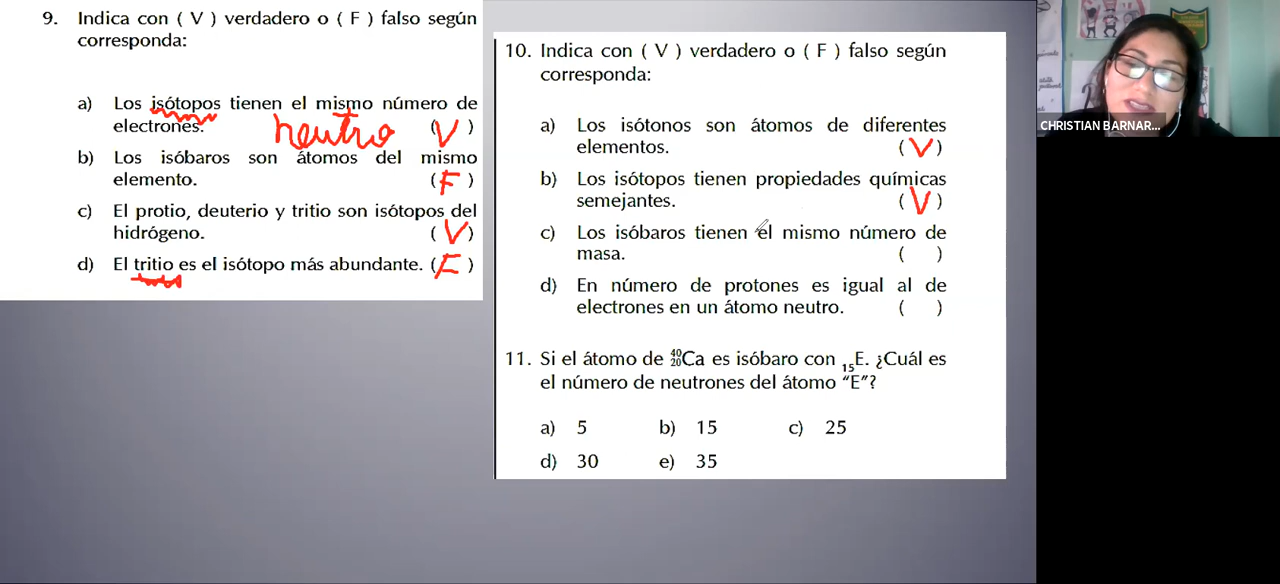 9. Indica con ( V ) verdadero o ( F ) falso según
corresponda:
a) Los isótopos tienen el mismo número de
electrones. neutro ( V )
b) Los isóbaros son átomos del mismo
elemento. ( F )
c) El protio, deuterio y tritio son isótopos del
hidrógeno. ( V )
d) El tritio es el isótopo más abundante. ( F )
10. Indica con ( V ) verdadero o ( F ) falso según
corresponda:
a) Los isótonos son átomos de diferentes
elementos. ( V )
b) Los isótopos tienen propiedades químicas
semejantes. ( V )
c) Los isóbaros tienen el mismo número de
masa. ( )
d) En número de protones es igual al de
electrones en un átomo neutro. ( )
11. Si el átomo de ⁴⁰₂₀Ca es isóbaro con ₁₅E. ¿Cuál es
el número de neutrones del átomo “E”?
a) 5 b) 15 c) 25
d) 30 e) 35
CHRISTIAN BARNAR...